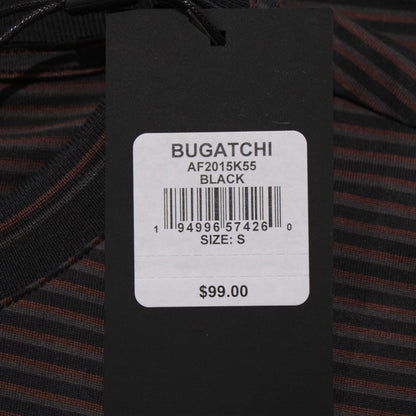 BUGATCHI
AF2015K55
BLACK
1 94996 57426 0
SIZE: S
$99.00